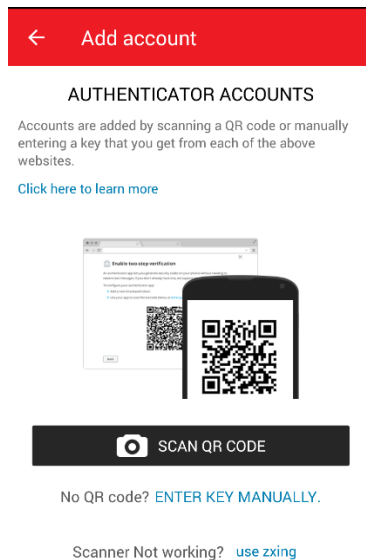 Add account
AUTHENTICATOR ACCOUNTS
Accounts are added by scanning a QR code or manually
entering a key that you get from each of the above
websites.
Click here to learn more
Enable two step verification
SCAN QR CODE
No QR code? ENTER KEY MANUALLY.
Scanner Not working? use zxing